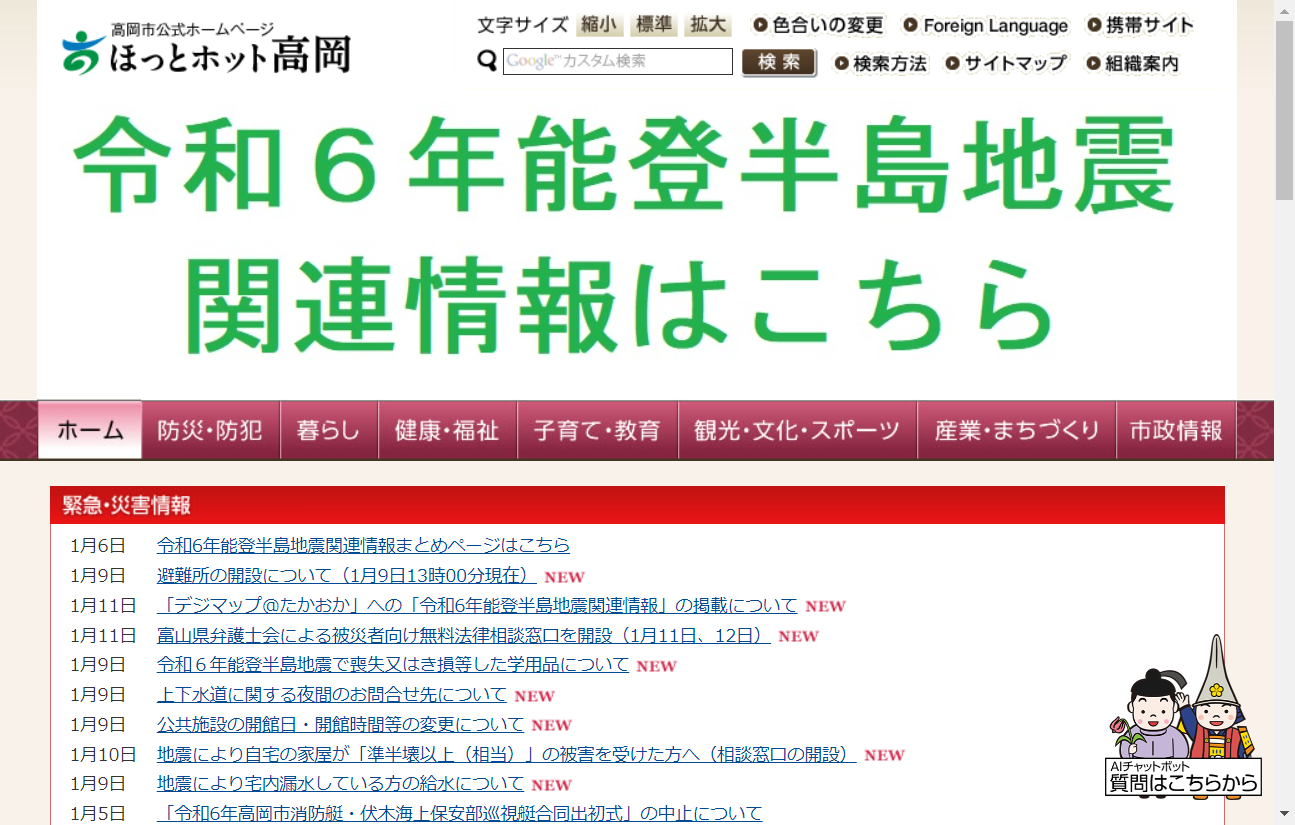 高岡市公式ホームページ
ほっとホット高岡
文字サイズ 縮小 標準 拡大 色合いの変更 Foreign Language 携帯サイト
Google™カスタム検索 検索 検索方法 サイトマップ 組織案内
令和６年能登半島地震
関連情報はこちら
ホーム 防災・防犯 暮らし 健康・福祉 子育て・教育 観光・文化・スポーツ 産業・まちづくり 市政情報
緊急・災害情報
1月6日 令和6年能登半島地震関連情報まとめページはこちら
1月9日 避難所の開設について（1月9日13時00分現在） NEW
1月11日 「デジマップ@たかおか」への「令和6年能登半島地震関連情報」の掲載について NEW
1月11日 富山県弁護士会による被災者向け無料法律相談窓口を開設（1月11日、12日） NEW
1月9日 令和６年能登半島地震で喪失又はき損等した学用品について NEW
1月9日 上下水道に関する夜間のお問合せ先について NEW
1月9日 公共施設の開館日・開館時間等の変更について NEW
1月10日 地震により自宅の家屋が「準半壊以上（相当）」の被害を受けた方へ（相談窓口の開設） NEW
1月9日 地震により宅内漏水している方の給水について NEW
1月5日 「令和6年高岡市消防艇・伏木海上保安部巡視艇合同出初式」の中止について
AIチャットボット
質問はこちらから